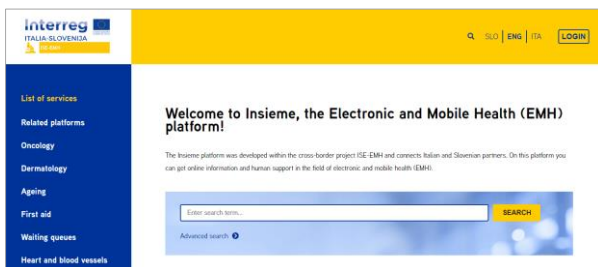 Interreg
ITALIA-SLOVENIJA
ISE-EMH
SLO | ENG | ITA LOGIN
List of services
Related platforms
Oncology
Dermatology
Ageing
First aid
Waiting queues
Heart and blood vessels
Welcome to Insieme, the Electronic and Mobile Health (EMH)
platform!
The Insieme platform was developed within the cross-border project ISE-EMH and connects Italian and Slovenian partners. On this platform you
can get online information and human support in the field of electronic and mobile health (EMH).
Enter search term... SEARCH
Advanced search